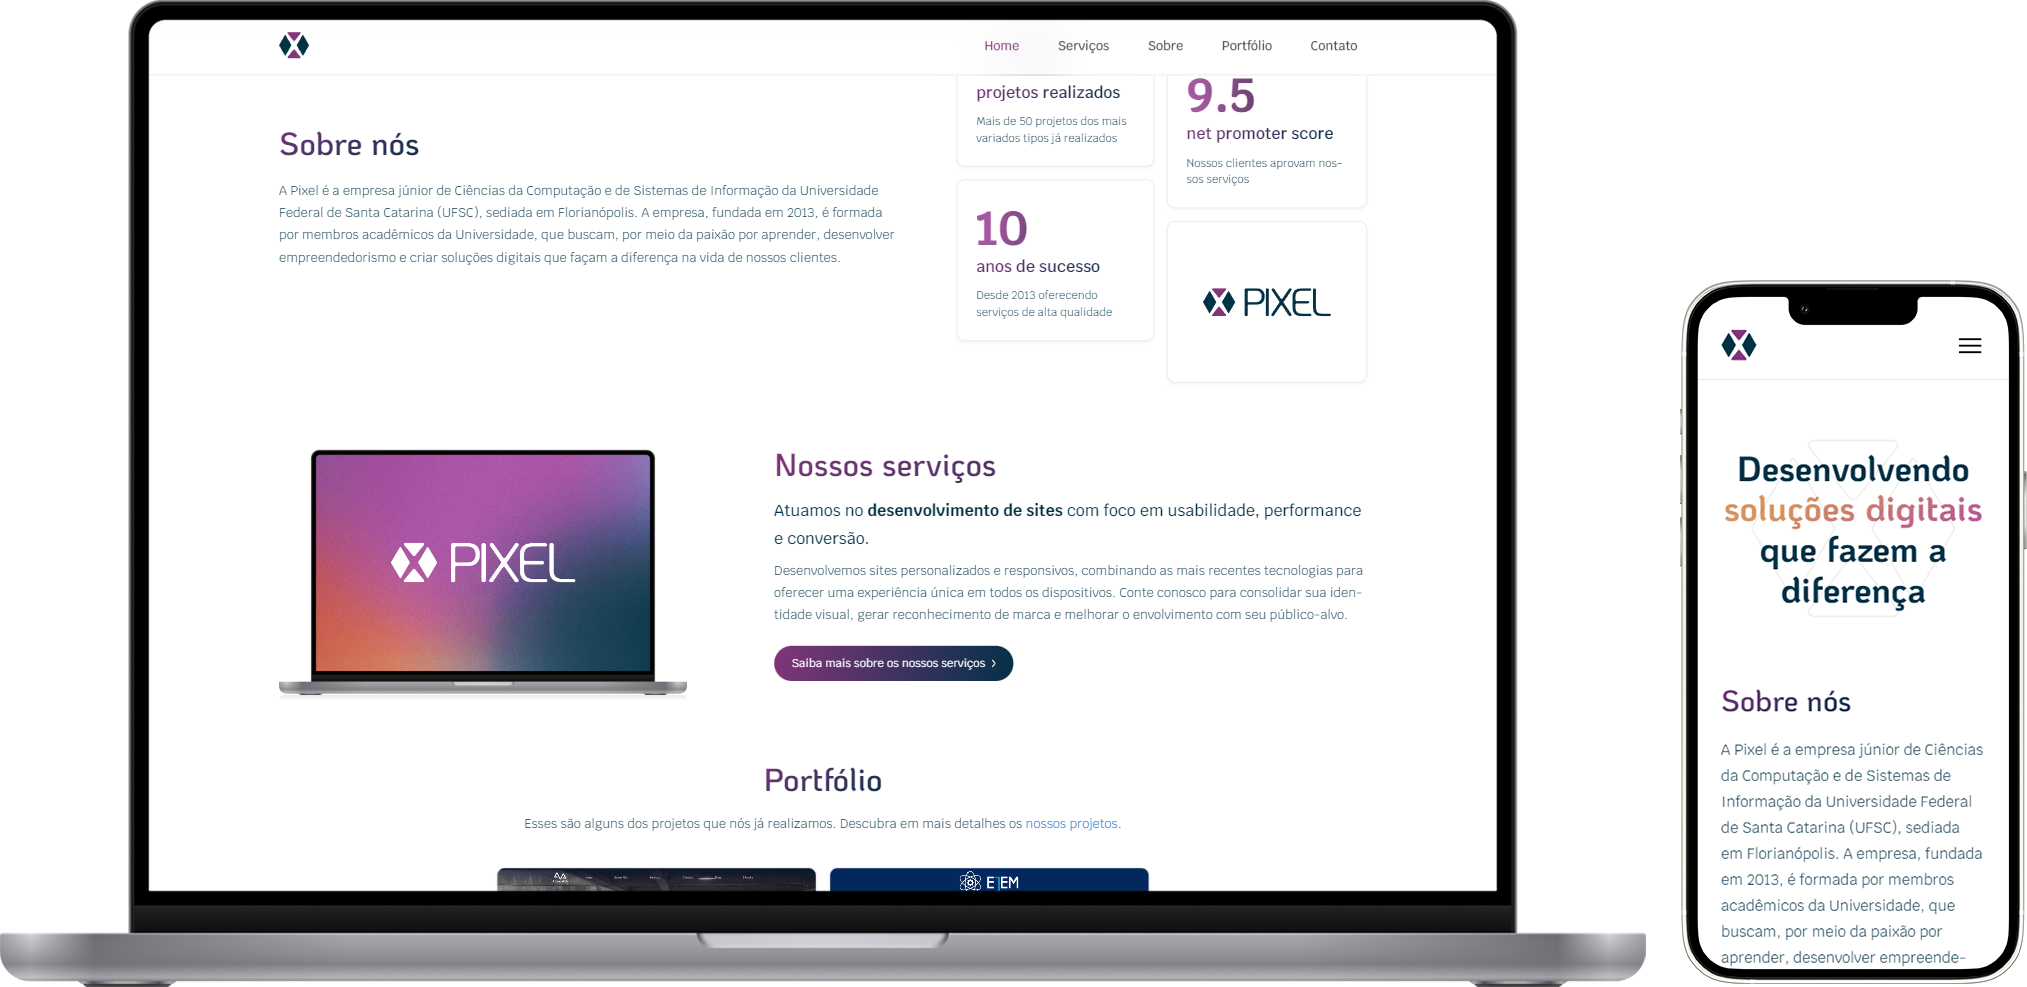 Home Serviços Sobre Portfólio Contato
Sobre nós
A Pixel é a empresa júnior de Ciências da Computação e de Sistemas de Informação da Universidade
Federal de Santa Catarina (UFSC), sediada em Florianópolis. A empresa, fundada em 2013, é formada
por membros acadêmicos da Universidade, que buscam, por meio da paixão por aprender, desenvolver
empreendedorismo e criar soluções digitais que façam a diferença na vida de nossos clientes.
projetos realizados
Mais de 50 projetos dos mais
variados tipos já realizados
10
anos de sucesso
Desde 2013 oferecendo
serviços de alta qualidade
9.5
net promoter score
Nossos clientes aprovam nos-
sos serviços
PIXEL
PIXEL
Nossos serviços
Atuamos no desenvolvimento de sites com foco em usabilidade, performance
e conversão.
Desenvolvemos sites personalizados e responsivos, combinando as mais recentes tecnologias para
oferecer uma experiência única em todos os dispositivos. Conte conosco para consolidar sua iden-
tidade visual, gerar reconhecimento de marca e melhorar o envolvimento com seu público-alvo.
Saiba mais sobre os nossos serviços >
Portfólio
Esses são alguns dos projetos que nós já realizamos. Descubra em mais detalhes os nossos projetos.
Desenvolvendo
soluções digitais
que fazem a
diferença
Sobre nós
A Pixel é a empresa júnior de Ciências
da Computação e de Sistemas de
Informação da Universidade Federal
de Santa Catarina (UFSC), sediada
em Florianópolis. A empresa, fundada
em 2013, é formada por membros
acadêmicos da Universidade, que
buscam, por meio da paixão por
aprender, desenvolver empreende-